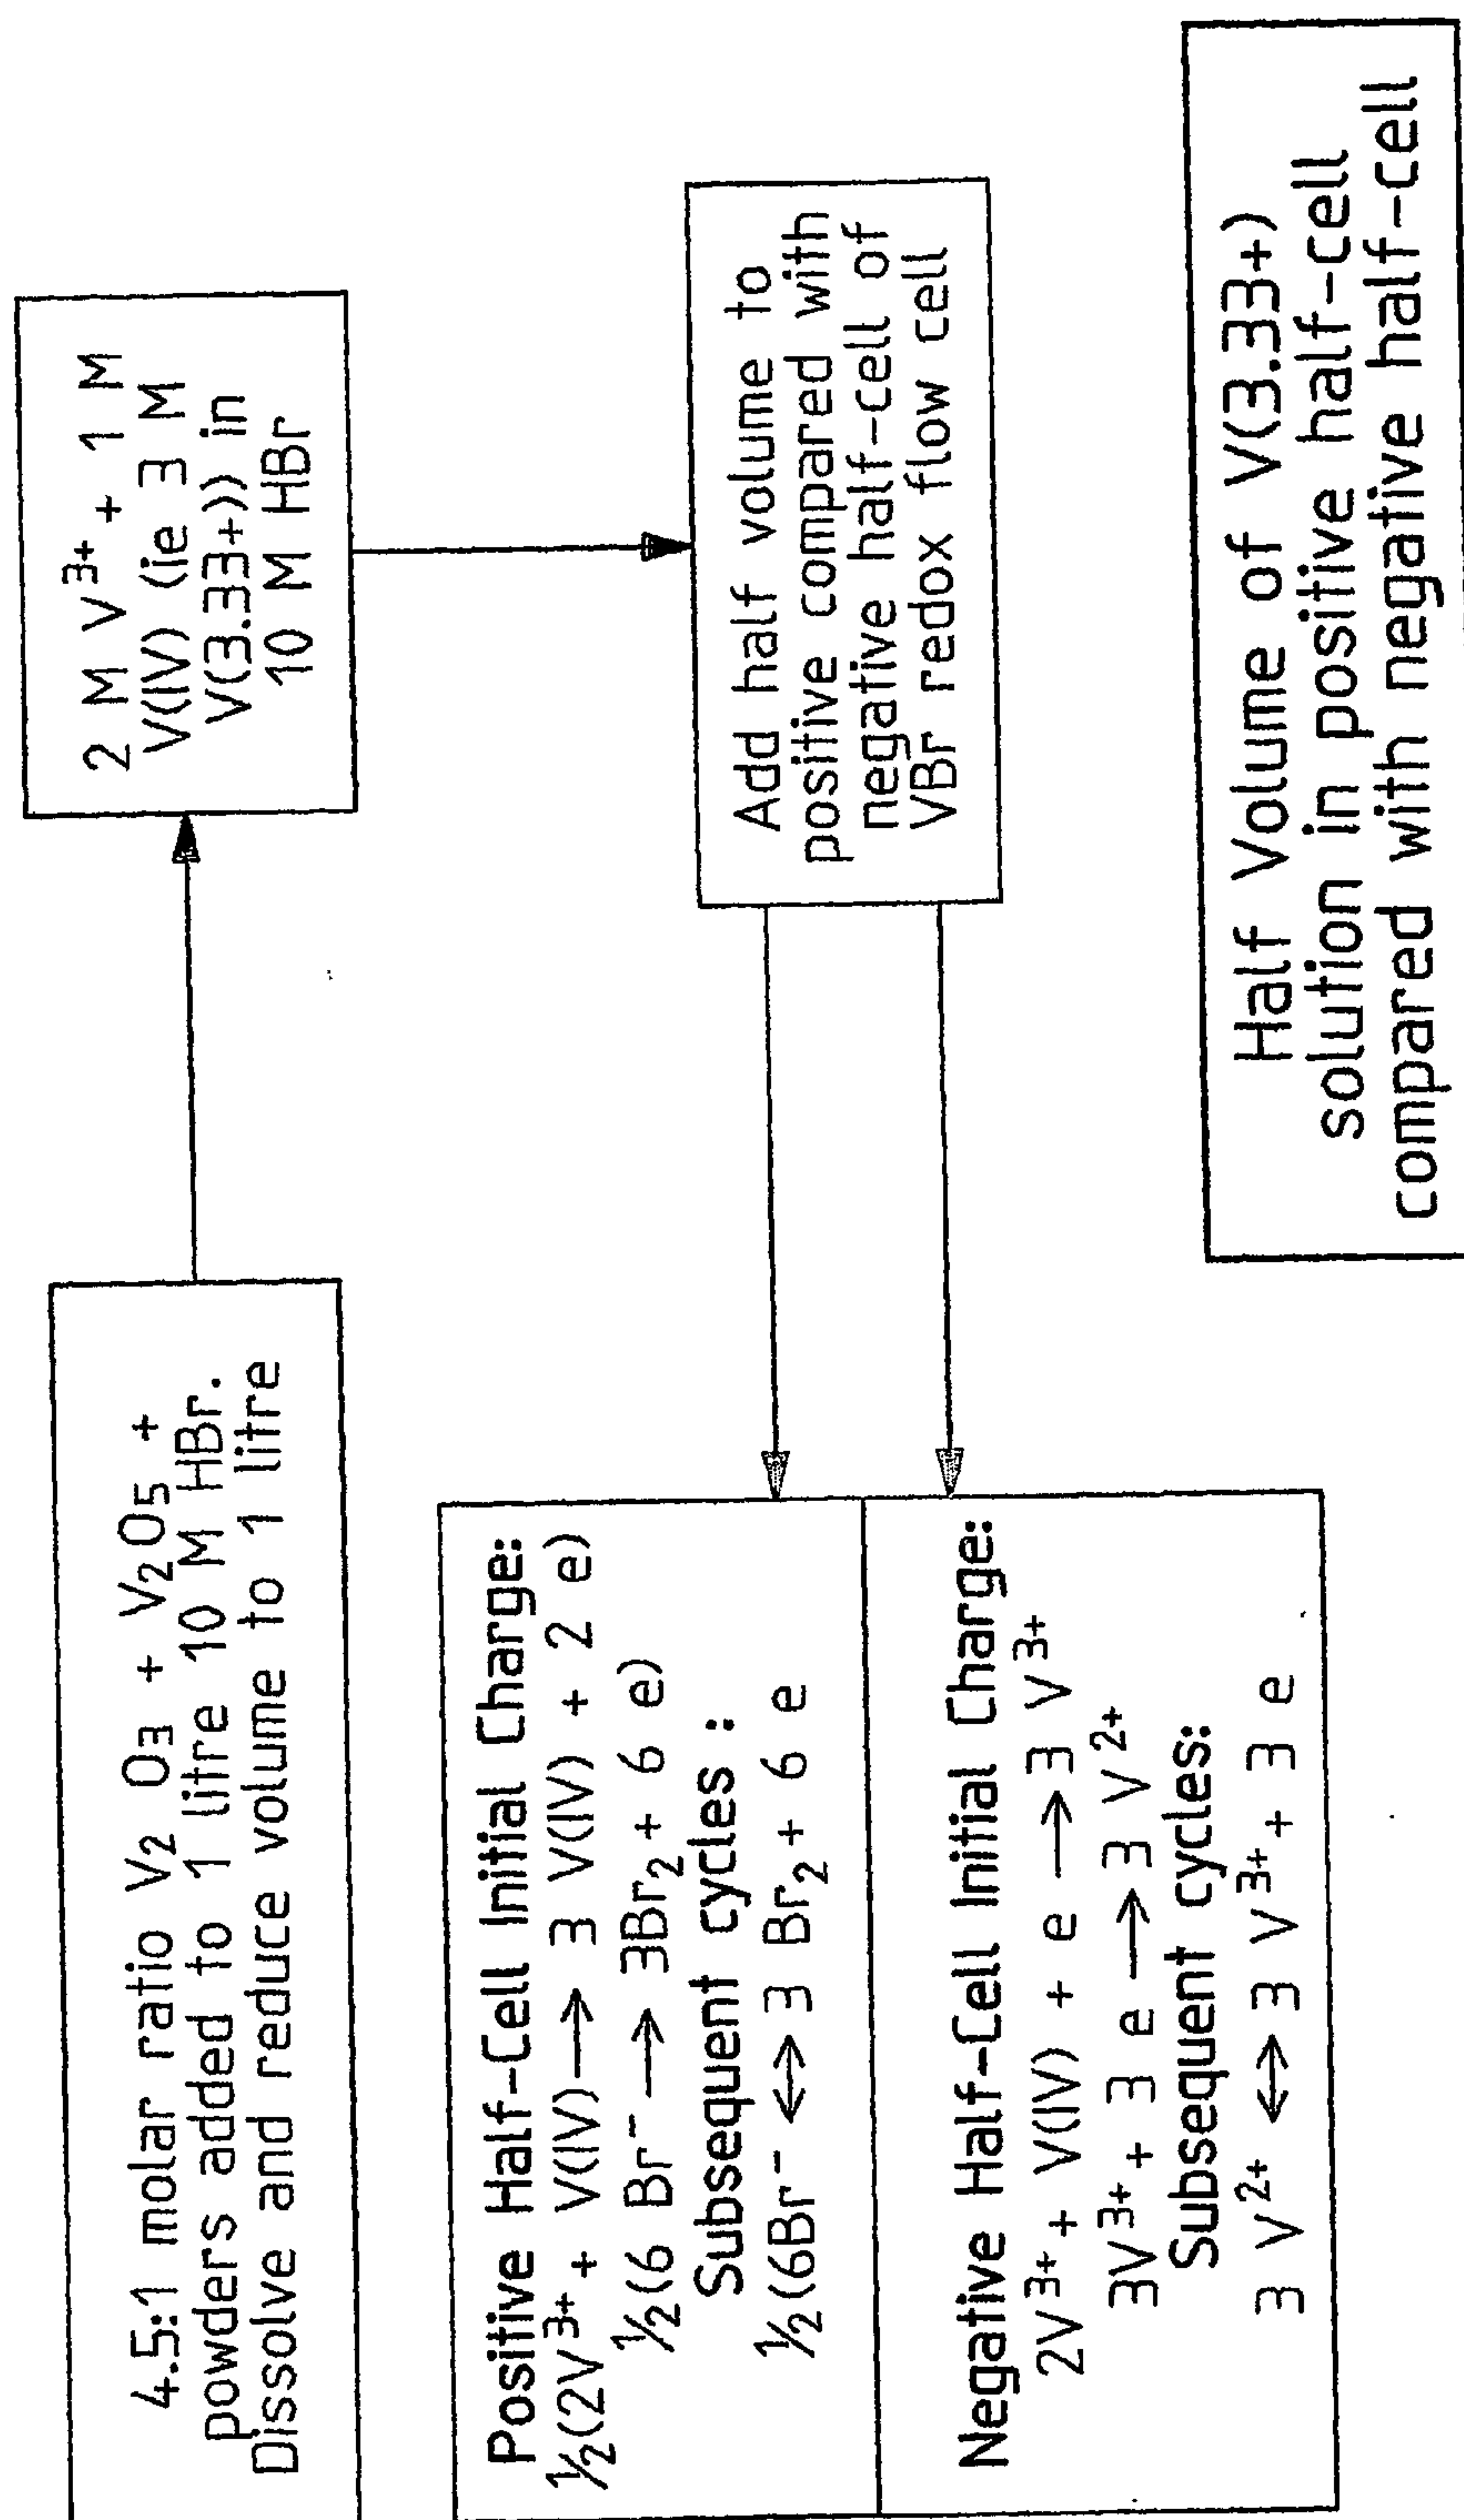 4.5:1 molar ratio V₂ O₃ + V₂O₅ +
powders added to 1 litre 10 M HBr.
Dissolve and reduce volume to 1 litre
2 M V³⁺ + 1 M
V(IV) (ie 3 M
V(3.33+)) in
10 M HBr
Add half volume to
positive compared with
negative half-cell of
VBr redox flow cell
Positive Half-Cell Initial Charge:
½(2V³⁺ + V(IV) → 3 V(IV) + 2 e)
½(6 Br⁻ → 3Br₂ + 6 e)
Subsequent cycles :
½(6Br⁻ ↔ 3 Br₂ + 6 e
Negative Half-Cell Initial Charge:
2V³⁺ + V(IV) + e → 3 V³⁺
3V³⁺ + 3 e → 3 V²⁺
Subsequent cycles:
3 V²⁺ ↔ 3 V³⁺ + 3 e
Half Volume of V(3.33+)
solution in positive half-cell
compared with negative half-cell